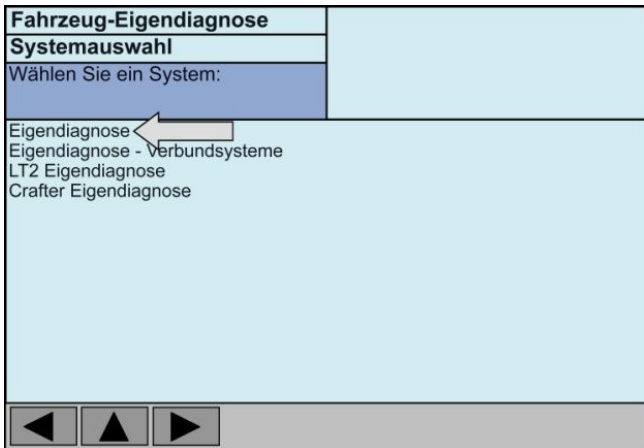 Fahrzeug-Eigendiagnose
Systemauswahl
Wählen Sie ein System:
Eigendiagnose
Eigendiagnose - Verbundsysteme
LT2 Eigendiagnose
Crafter Eigendiagnose